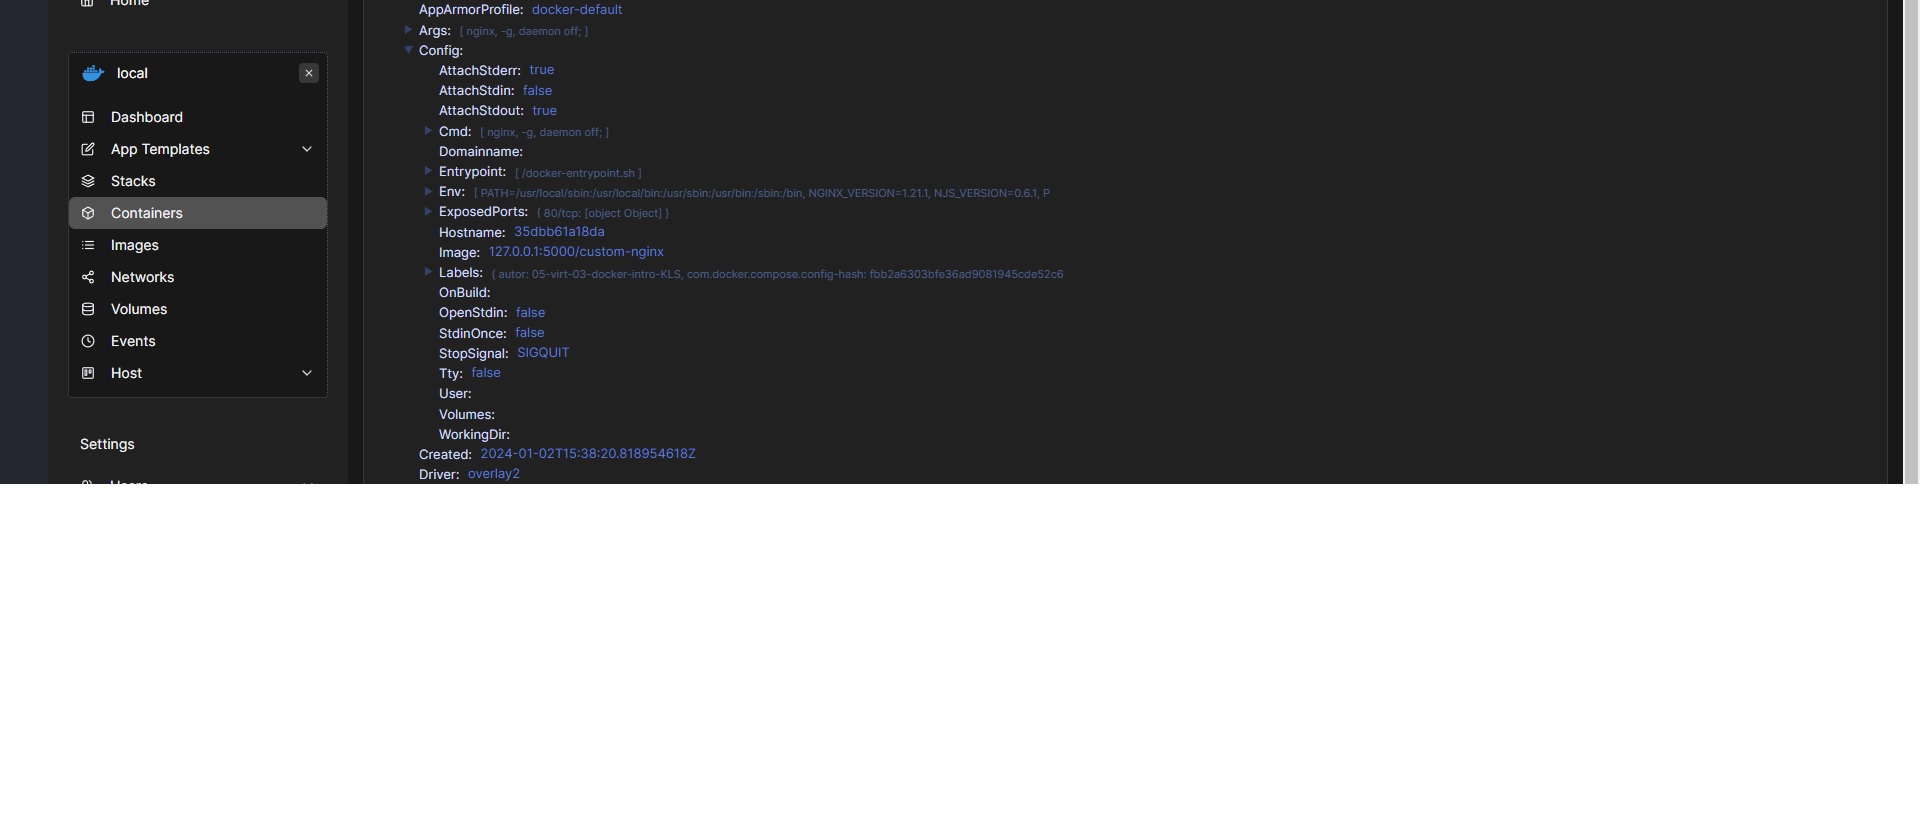 Home
local
Dashboard
App Templates
Stacks
Containers
Images
Networks
Volumes
Events
Host
Settings
Users
AppArmorProfile: docker-default
Args: [ nginx, -g, daemon off; ]
Config:
AttachStderr: true
AttachStdin: false
AttachStdout: true
Cmd: [ nginx, -g, daemon off; ]
Domainname:
Entrypoint: [ /docker-entrypoint.sh ]
Env: [ PATH=/usr/local/sbin:/usr/local/bin:/usr/sbin:/usr/bin:/sbin:/bin, NGINX_VERSION=1.21.1, NJS_VERSION=0.6.1, P
ExposedPorts: { 80/tcp: [object Object] }
Hostname: 35dbb61a18da
Image: 127.0.0.1:5000/custom-nginx
Labels: { autor: 05-virt-03-docker-intro-KLS, com.docker.compose.config-hash: fbb2a6303bfe36ad9081945cde52c6
OnBuild:
OpenStdin: false
StdinOnce: false
StopSignal: SIGQUIT
Tty: false
User:
Volumes:
WorkingDir:
Created: 2024-01-02T15:38:20.818954618Z
Driver: overlay2